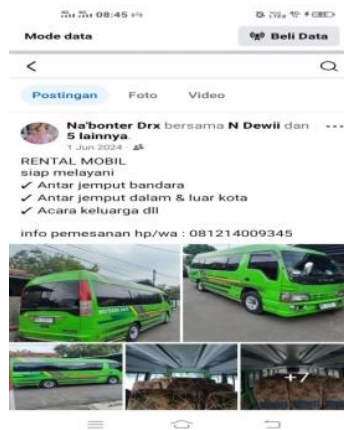 08:45
Mode data
Beli Data
Postingan Foto Video
Na'bonter Drx bersama N Dewii dan
5 lainnya.
1 Jun 2024
RENTAL MOBIL
siap melayani
✓ Antar jemput bandara
✓ Antar jemput dalam & luar kota
✓ Acara keluarga dll
info pemesanan hp/wa : 081214009345
+7